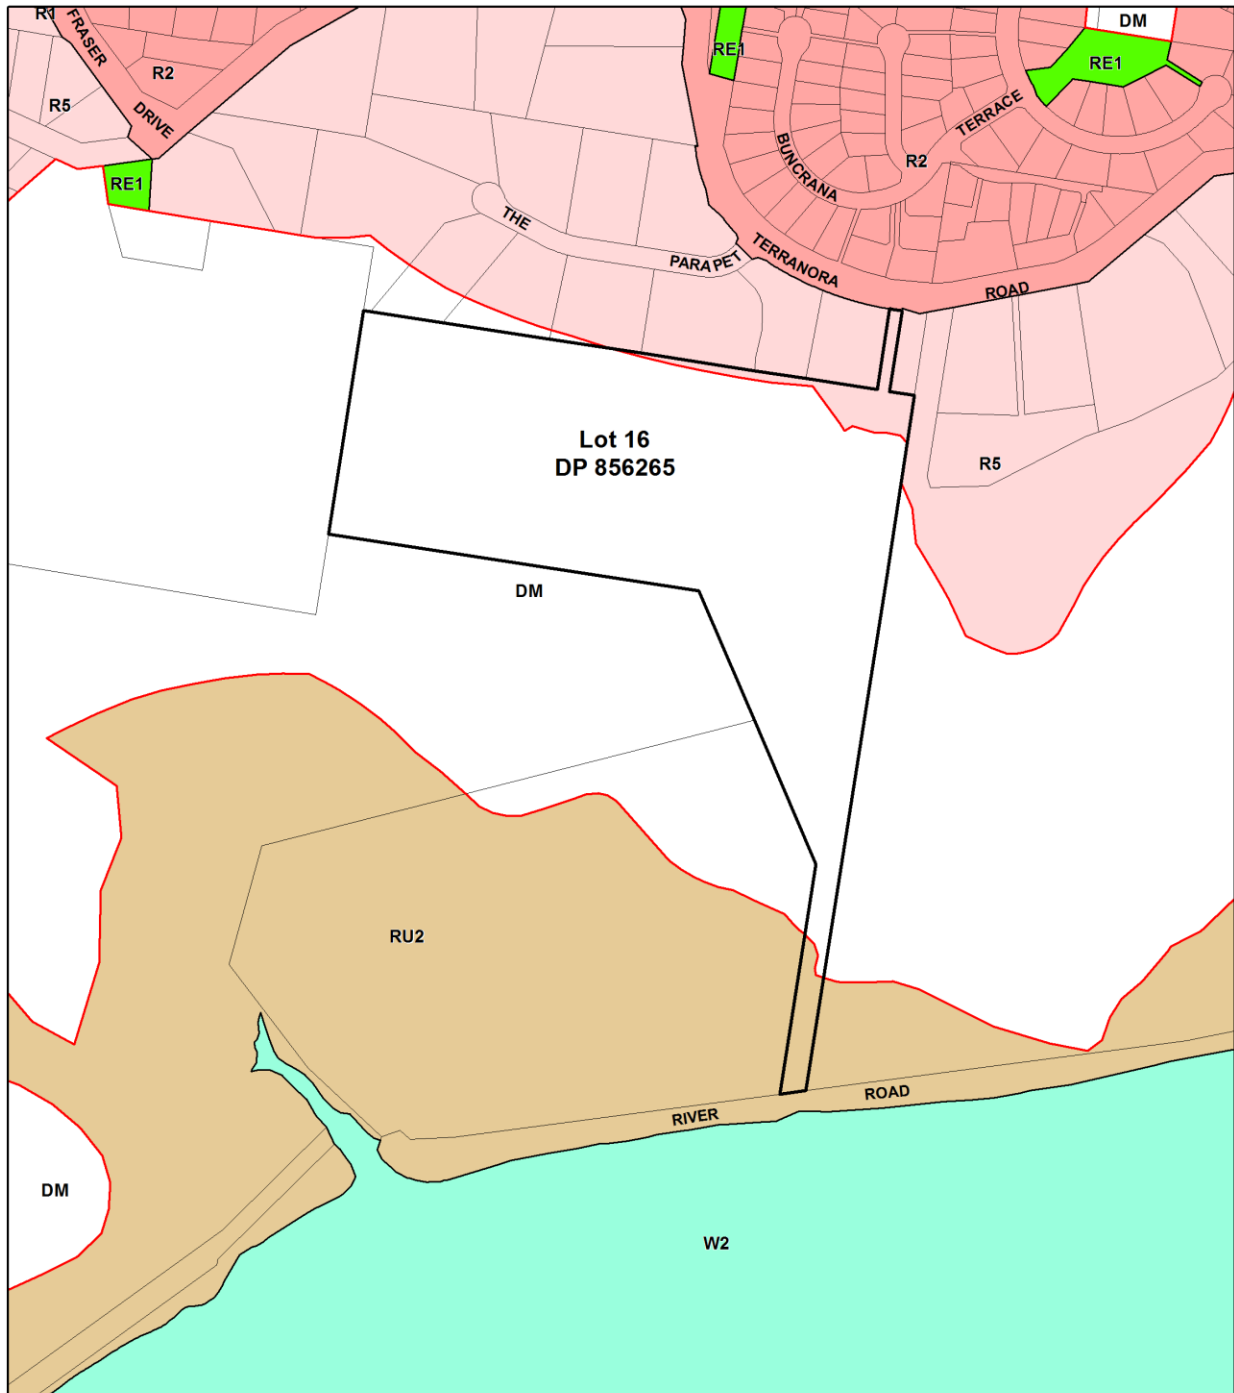 R1
FRASER
DRIVE
R2
R5
RE1
RE1
DM
RE1
BUNCRANA
TERRACE
R2
THE
PARAPET
TERRANORA
ROAD
Lot 16
DP 856265
R5
DM
RU2
RIVER
ROAD
DM
W2